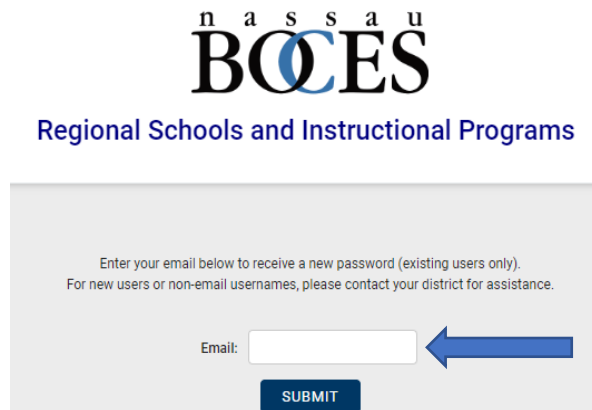 nassau
BOCES
Regional Schools and Instructional Programs
Enter your email below to receive a new password (existing users only).
For new users or non-email usernames, please contact your district for assistance.
Email:
SUBMIT